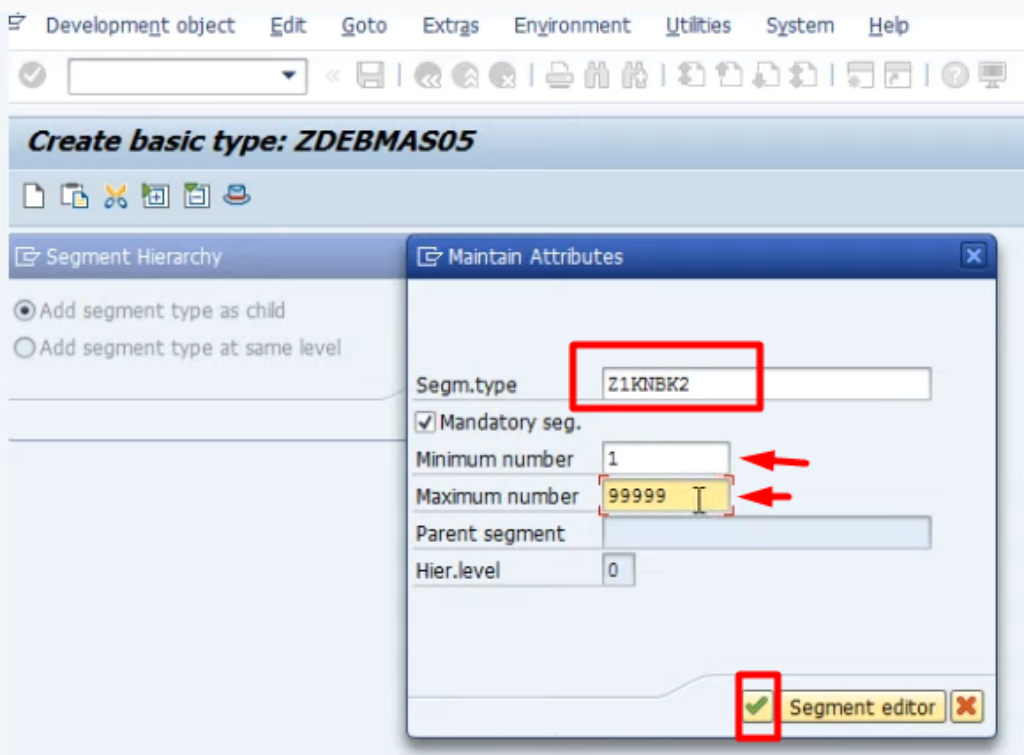 Development object Edit Goto Extras Environment Utilities System Help
Create basic type: ZDEBMAS05
Segment Hierarchy
Add segment type as child
Add segment type at same level
Maintain Attributes
Segm.type Z1KNBK2
Mandatory seg.
Minimum number 1
Maximum number 99999
Parent segment
Hier.level 0
Segment editor